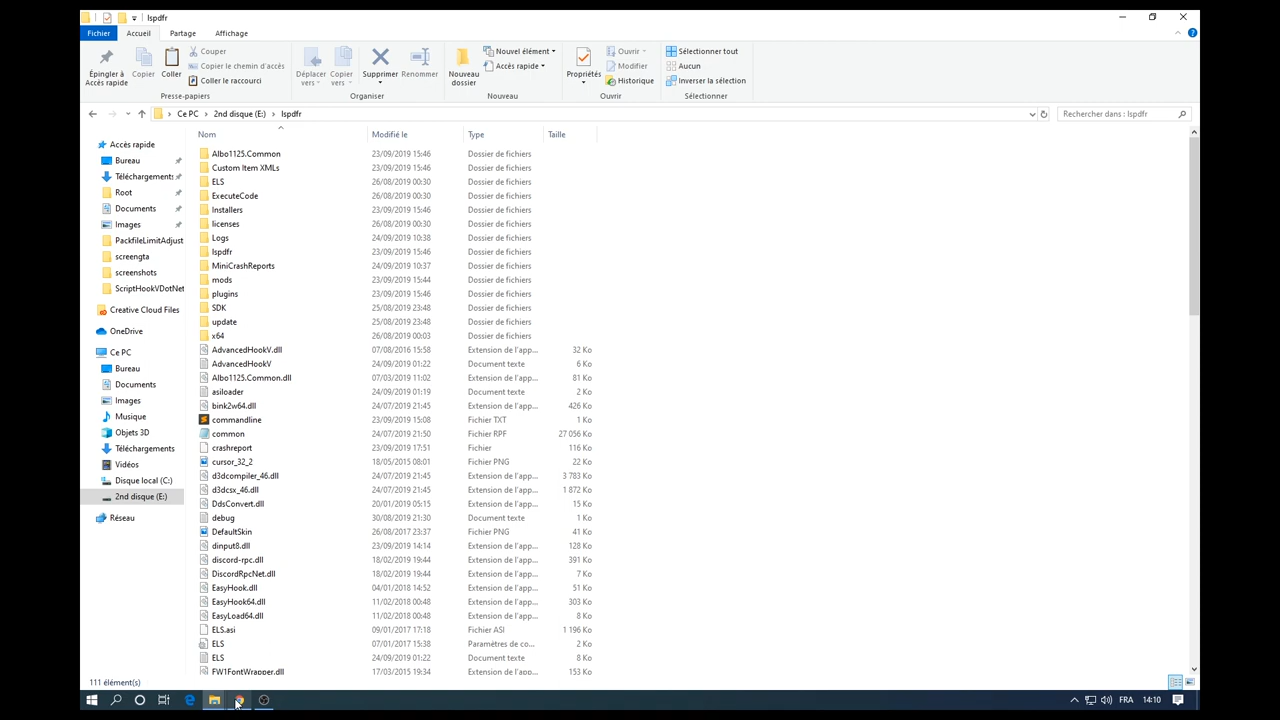 lspdfr
Fichier Accueil Partage Affichage
Épingler à Accès rapide
Copier
Coller
Couper
Copier le chemin d'accès
Coller le raccourci
Presse-papiers
Déplacer vers
Copier vers
Supprimer
Renommer
Organiser
Nouveau dossier
Nouvel élément
Accès rapide
Nouveau
Propriétés
Ouvrir
Modifier
Historique
Ouvrir
Sélectionner tout
Aucun
Inverser la sélection
Sélectionner
Ce PC > 2nd disque (E:) > lspdfr
Rechercher dans : lspdfr
Accès rapide
Bureau
Téléchargements
Root
Documents
Images
PackfileLimitAdjust
screengta
screenshots
ScriptHookVDotNet
Creative Cloud Files
OneDrive
Ce PC
Bureau
Documents
Images
Musique
Objets 3D
Téléchargements
Vidéos
Disque local (C:)
2nd disque (E:)
Réseau
Nom Modifié le Type Taille
Albo1125.Common 23/09/2019 15:46 Dossier de fichiers
Custom Item XMLs 23/09/2019 15:46 Dossier de fichiers
ELS 26/08/2019 00:30 Dossier de fichiers
ExecuteCode 26/08/2019 00:30 Dossier de fichiers
Installers 23/09/2019 15:46 Dossier de fichiers
licenses 26/08/2019 00:30 Dossier de fichiers
Logs 24/09/2019 10:38 Dossier de fichiers
lspdfr 23/09/2019 15:46 Dossier de fichiers
MiniCrashReports 24/09/2019 10:37 Dossier de fichiers
mods 23/09/2019 15:44 Dossier de fichiers
plugins 23/09/2019 15:46 Dossier de fichiers
SDK 25/08/2019 23:48 Dossier de fichiers
update 25/08/2019 23:48 Dossier de fichiers
x64 26/08/2019 00:03 Dossier de fichiers
AdvancedHookV.dll 07/08/2016 15:58 Extension de l'app... 32 Ko
AdvancedHookV 24/09/2019 01:22 Document texte 6 Ko
Albo1125.Common.dll 07/03/2019 11:02 Extension de l'app... 81 Ko
asiloader 24/09/2019 01:19 Document texte 2 Ko
bink2w64.dll 24/07/2019 21:45 Extension de l'app... 426 Ko
commandline 23/09/2019 15:08 Fichier TXT 1 Ko
common 24/07/2019 21:50 Fichier RPF 27 056 Ko
crashreport 23/09/2019 17:51 Fichier 116 Ko
cursor_32_2 18/05/2015 08:01 Fichier PNG 22 Ko
d3dcompiler_46.dll 24/07/2019 21:45 Extension de l'app... 3 783 Ko
d3dcsx_46.dll 24/07/2019 21:45 Extension de l'app... 1 872 Ko
DdsConvert.dll 20/01/2019 05:15 Extension de l'app... 15 Ko
debug 30/08/2019 21:30 Document texte 1 Ko
DefaultSkin 26/08/2017 23:37 Fichier PNG 41 Ko
dinput8.dll 23/09/2019 14:14 Extension de l'app... 128 Ko
discord-rpc.dll 18/02/2019 19:44 Extension de l'app... 391 Ko
DiscordRpcNet.dll 18/02/2019 19:44 Extension de l'app... 7 Ko
EasyHook.dll 04/01/2018 14:52 Extension de l'app... 51 Ko
EasyHook64.dll 11/02/2018 00:48 Extension de l'app... 303 Ko
EasyLoad64.dll 11/02/2018 00:48 Extension de l'app... 8 Ko
ELS.asi 09/01/2017 17:18 Fichier ASI 1 196 Ko
ELS 07/01/2017 15:38 Paramètres de co... 2 Ko
ELS 24/09/2019 01:22 Document texte 8 Ko
FW1FontWrapper.dll 17/03/2015 19:34 Extension de l'app... 153 Ko
111 élément(s)
FRA 14:10